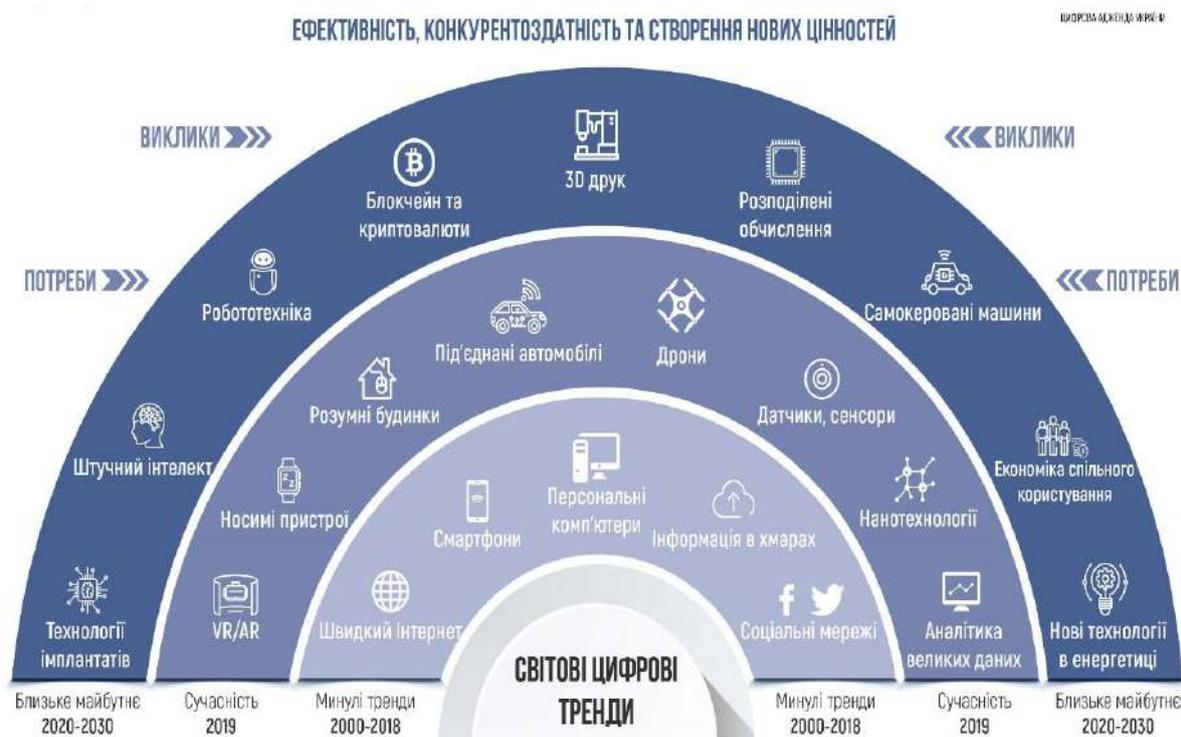 ЦИФРОВА АДЖЕНДА УКРАЇНИ
ЕФЕКТИВНІСТЬ, КОНКУРЕНТОЗДАТНІСТЬ ТА СТВОРЕННЯ НОВИХ ЦІННОСТЕЙ
ВИКЛИКИ
ВИКЛИКИ
ПОТРЕБИ
ПОТРЕБИ
3D друк
Блокчейн та
криптовалюти
Розподілені
обчислення
Робототехніка
Самокеровані машини
Штучний інтелект
Економіка спільного
користування
Технології
імплантатів
Нові технології
в енергетиці
Під'єднані автомобілі
Дрони
Розумні будинки
Датчики, сенсори
Носимі пристрої
Нанотехнології
VR/AR
Аналітика
великих даних
Персональні
комп'ютери
Смартфони
Інформація в хмарах
Швидкий Інтернет
Соціальні мережі
СВІТОВІ ЦИФРОВІ
ТРЕНДИ
Близьке майбутнє
2020-2030
Сучасність
2019
Минулі тренди
2000-2018
Минулі тренди
2000-2018
Сучасність
2019
Близьке майбутнє
2020-2030